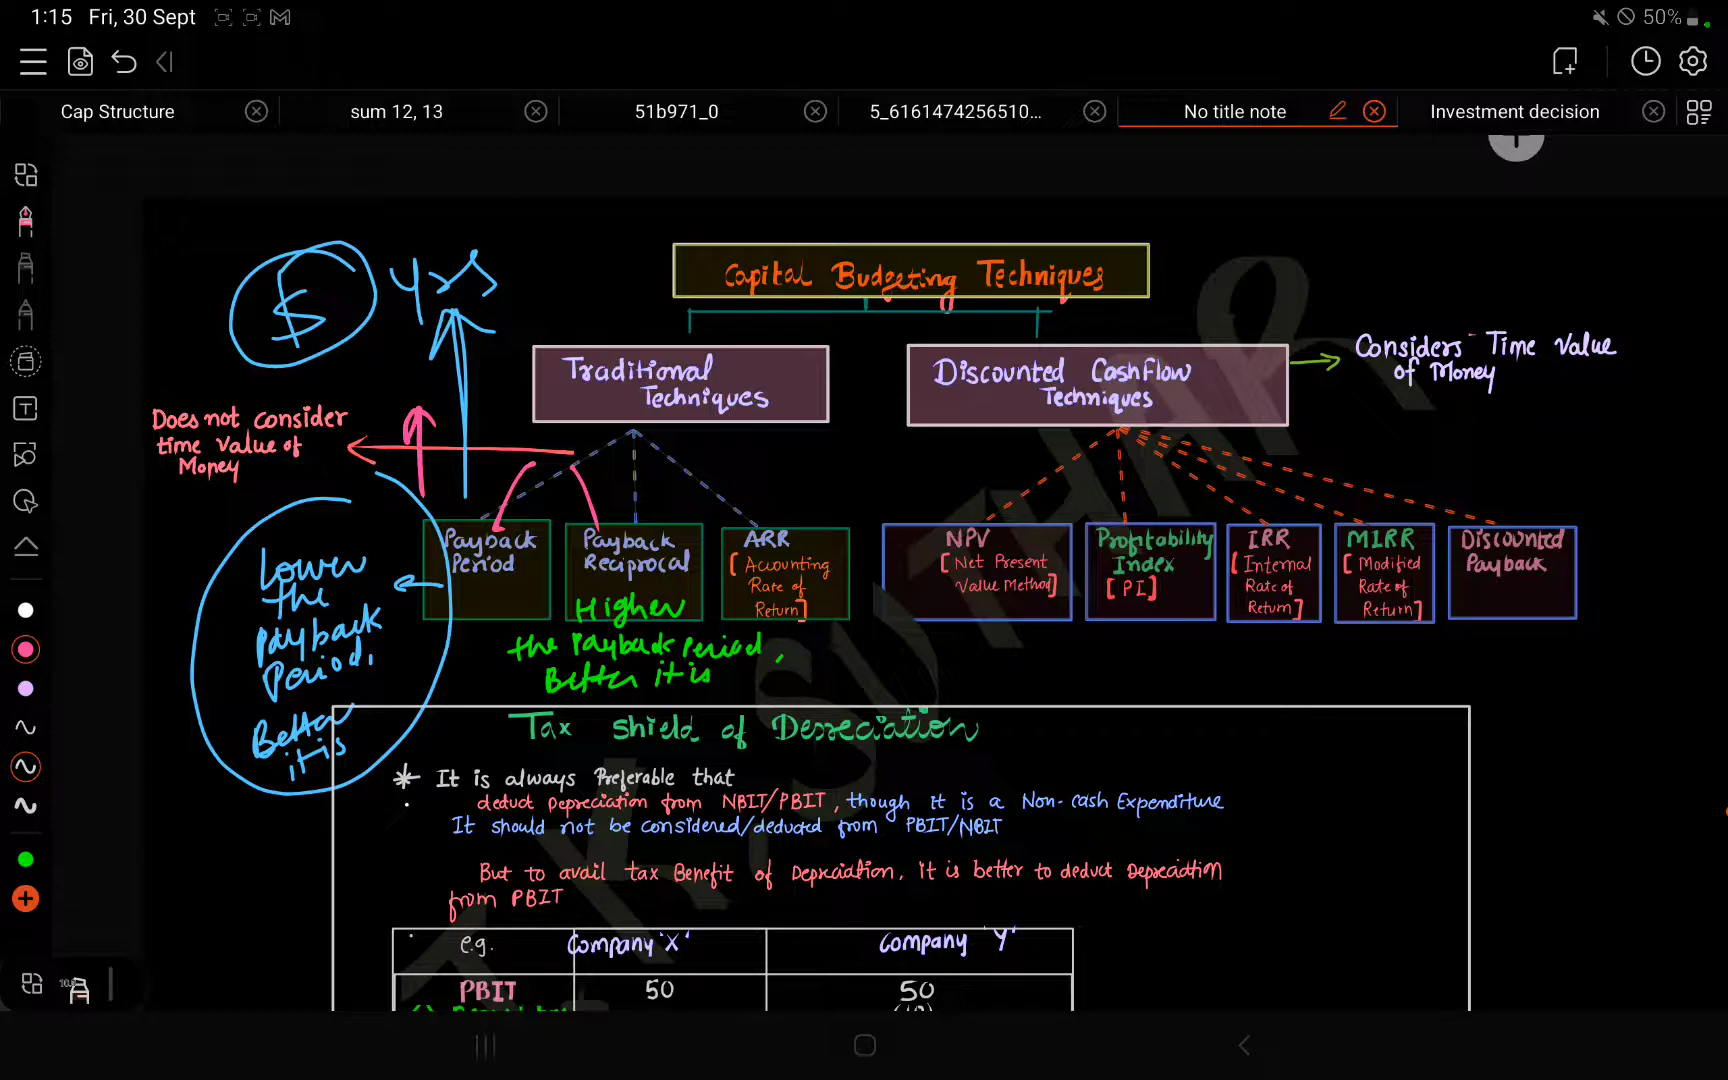 1:15 Fri, 30 Sept
50%
Cap Structure
sum 12, 13
51b971_0
5_6161474256510...
No title note
Investment decision
Capital Budgeting Techniques
$ Yrs
Traditional
Techniques
Discounted Cashflow
Techniques
Considers Time Value
of Money
Does not consider
time value of
Money
Payback
Period
Payback
Reciprocal
ARR
[Accounting
Rate of
Return]
NPV
[Net Present
Value Method]
Profitability
Index
[PI]
IRR
[Internal
Rate of
Return]
MIRR
[Modified
Rate of
Return]
Discounted
Payback
Lower
the
Payback
Period,
Better
it is
Higher
the Payback Period,
Better it is
Tax Shield of
* It is always Preferable that
deduct Depreciation from NBIT/PBIT, though it is a Non-cash Expenditure
It should not be considered/deducted from PBIT/NBIT
But to avail tax Benefit of Depreciation, it is better to deduct Depreciation
from PBIT
e.g. Company 'X' Company 'Y'
PBIT 50 50